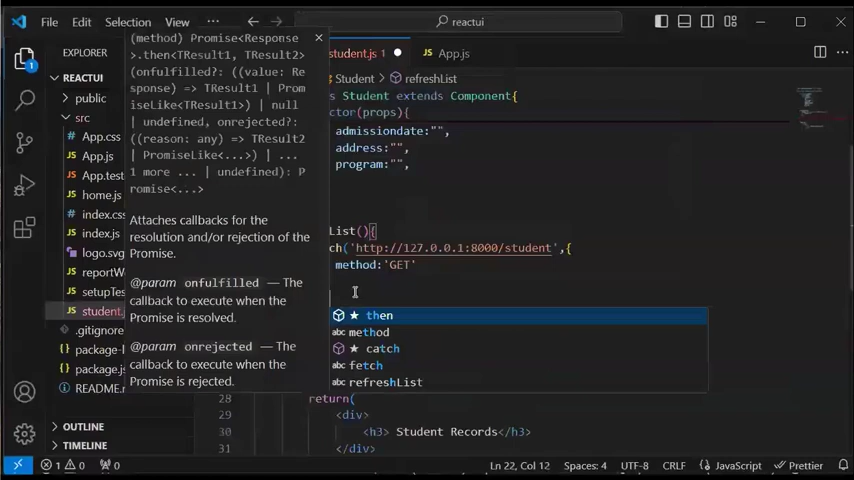 File Edit Selection View ... reactui
EXPLORER
REACTUI
public
src
App.css
App.js
App.test
home.js
index.cs
index.js
logo.svg
reportW
setupTes
student.
.gitignore
package-l
package.js
README.m
OUTLINE
TIMELINE
(method) Promise<Response
>.then<TResult1, TResult2>
(onfulfilled?: ((value: Re
sponse) => TResult1 | Prom
iseLike<TResult1>) | null
| undefined, onrejected?:
((reason: any) => TResult2
| PromiseLike<...>) | ...
1 more ... | undefined): P
romise<...>
Attaches callbacks for the
resolution and/or rejection of the
Promise.
@param onfulfilled — The
callback to execute when the
Promise is resolved.
@param onrejected — The
callback to execute when the
Promise is rejected.
student.js 1 App.js
Student > refreshList
s Student extends Component{
ctor(props){
admissiondate:"",
address:"",
program:"",
List(){
ch('http://127.0.0.1:8000/student',{
method:'GET'
then
method
catch
fetch
refreshList
28 return(
29 <div>
30 <h3> Student Records</h3>
31 </div>
1 0 0 Ln 22, Col 12 Spaces: 4 UTF-8 CRLF JavaScript Prettier